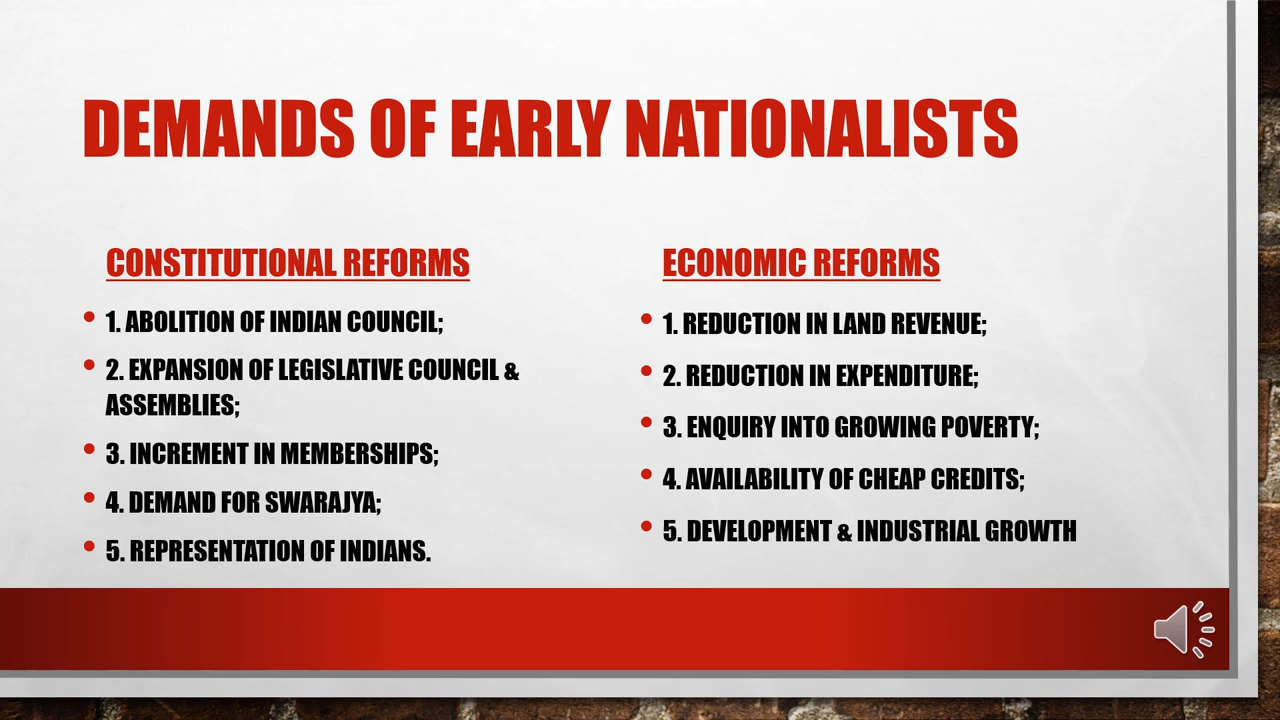 DEMANDS OF EARLY NATIONALISTS
CONSTITUTIONAL REFORMS
• 1. ABOLITION OF INDIAN COUNCIL;
• 2. EXPANSION OF LEGISLATIVE COUNCIL &
ASSEMBLIES;
• 3. INCREMENT IN MEMBERSHIPS;
• 4. DEMAND FOR SWARAJYA;
• 5. REPRESENTATION OF INDIANS.
ECONOMIC REFORMS
• 1. REDUCTION IN LAND REVENUE;
• 2. REDUCTION IN EXPENDITURE;
• 3. ENQUIRY INTO GROWING POVERTY;
• 4. AVAILABILITY OF CHEAP CREDITS;
• 5. DEVELOPMENT & INDUSTRIAL GROWTH